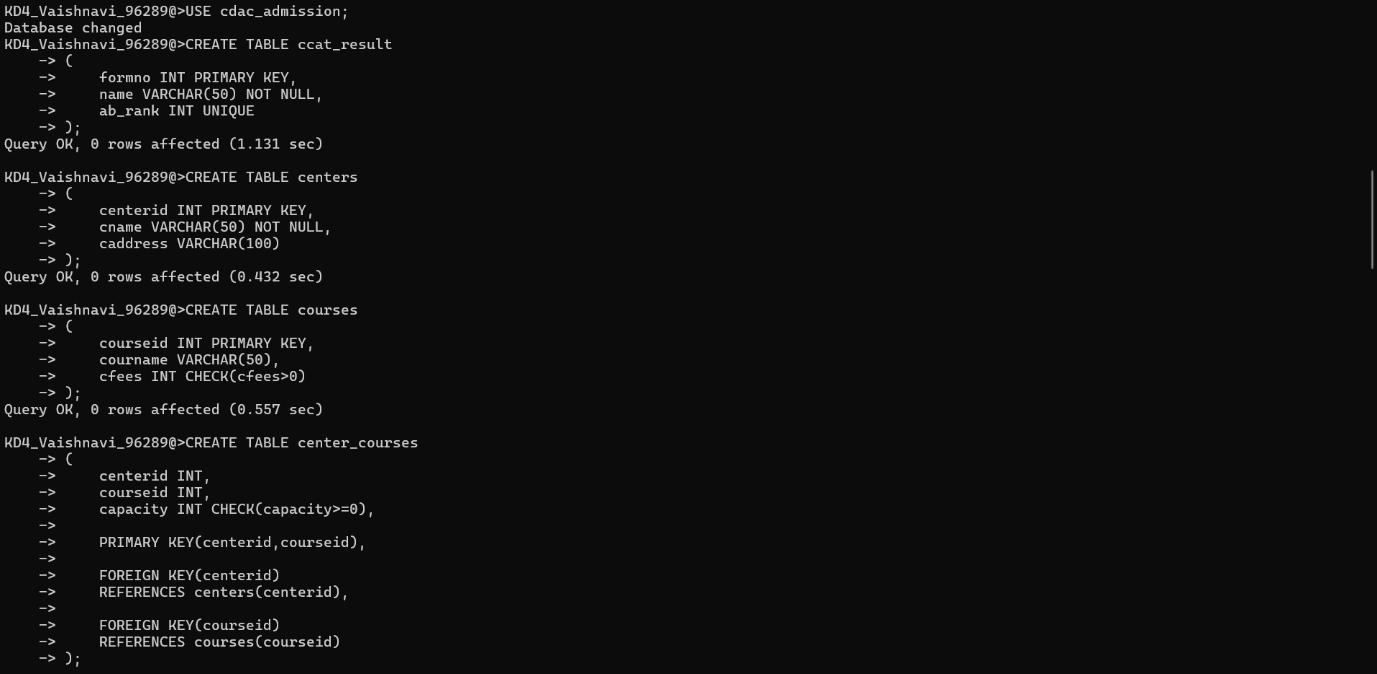 KD4_Vaishnavi_96289@>USE cdac_admission;
Database changed
KD4_Vaishnavi_96289@>CREATE TABLE ccat_result
    -> (
    ->     formno INT PRIMARY KEY,
    ->     name VARCHAR(50) NOT NULL,
    ->     ab_rank INT UNIQUE
    -> );
Query OK, 0 rows affected (1.131 sec)

KD4_Vaishnavi_96289@>CREATE TABLE centers
    -> (
    ->     centerid INT PRIMARY KEY,
    ->     cname VARCHAR(50) NOT NULL,
    ->     caddress VARCHAR(100)
    -> );
Query OK, 0 rows affected (0.432 sec)

KD4_Vaishnavi_96289@>CREATE TABLE courses
    -> (
    ->     courseid INT PRIMARY KEY,
    ->     courname VARCHAR(50),
    ->     cfees INT CHECK(cfees>0)
    -> );
Query OK, 0 rows affected (0.557 sec)

KD4_Vaishnavi_96289@>CREATE TABLE center_courses
    -> (
    ->     centerid INT,
    ->     courseid INT,
    ->     capacity INT CHECK(capacity>=0),
    ->
    ->     PRIMARY KEY(centerid,courseid),
    ->
    ->     FOREIGN KEY(centerid)
    ->     REFERENCES centers(centerid),
    ->
    ->     FOREIGN KEY(courseid)
    ->     REFERENCES courses(courseid)
    -> );